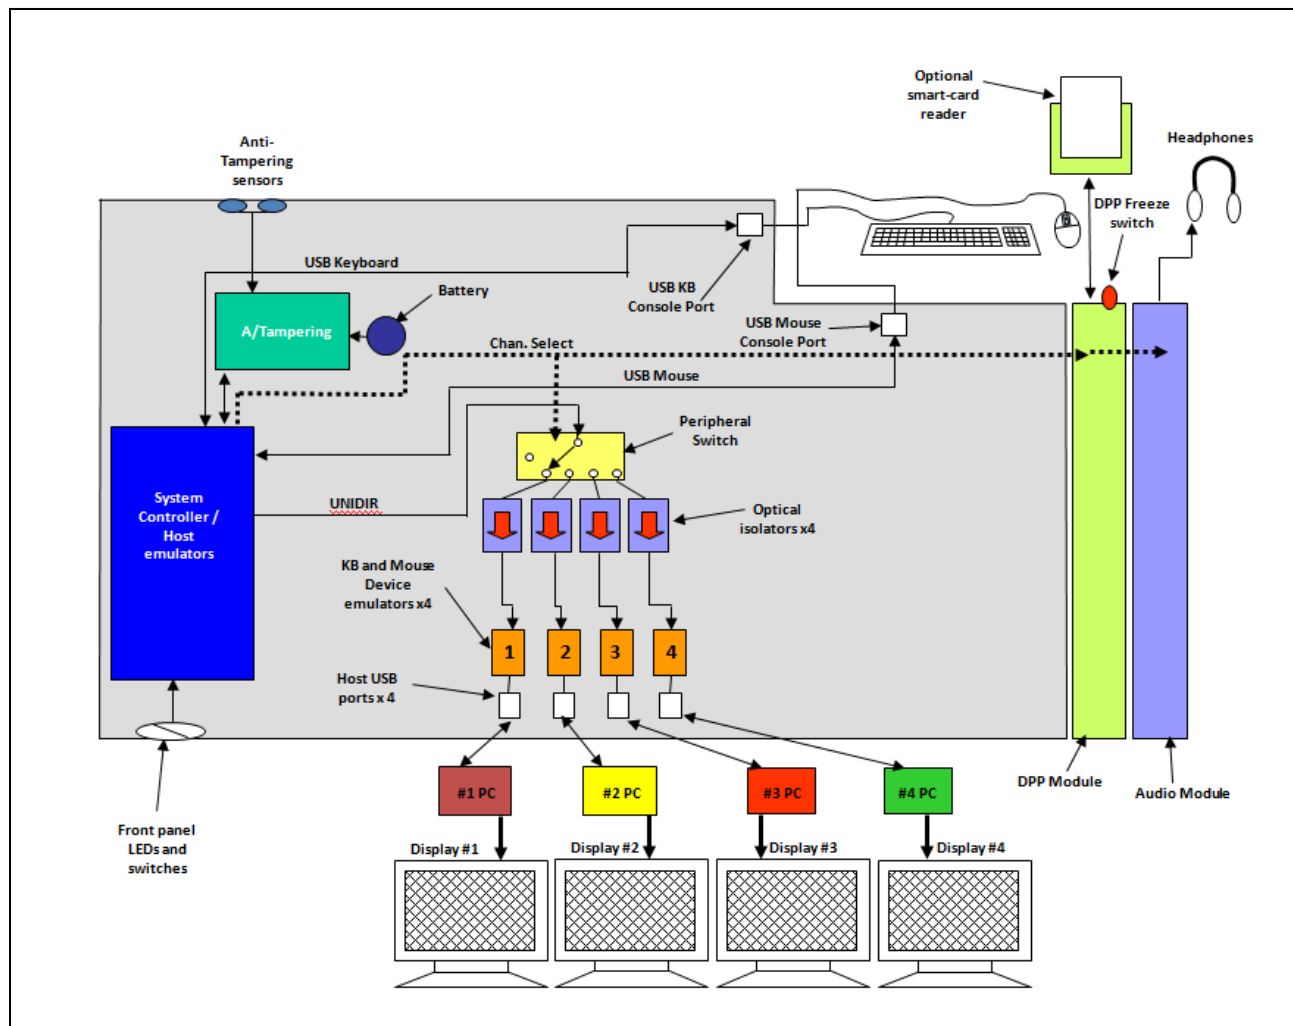 Optional
smart-card
reader
Headphones
Anti-
Tampering
sensors
DPP Freeze
switch
USB Keyboard
USB KB
Console Port
Battery
A/Tampering
USB Mouse
Console Port
Chan. Select
USB Mouse
Peripheral
Switch
System
Controller /
Host
emulators
UNIDIR
Optical
isolators x4
KB and Mouse
Device
emulators x4
1
2
3
4
Host USB
ports x 4
#1 PC
#2 PC
#3 PC
#4 PC
DPP Module
Audio Module
Front panel
LEDs and
switches
Display #1
Display #2
Display #3
Display #4